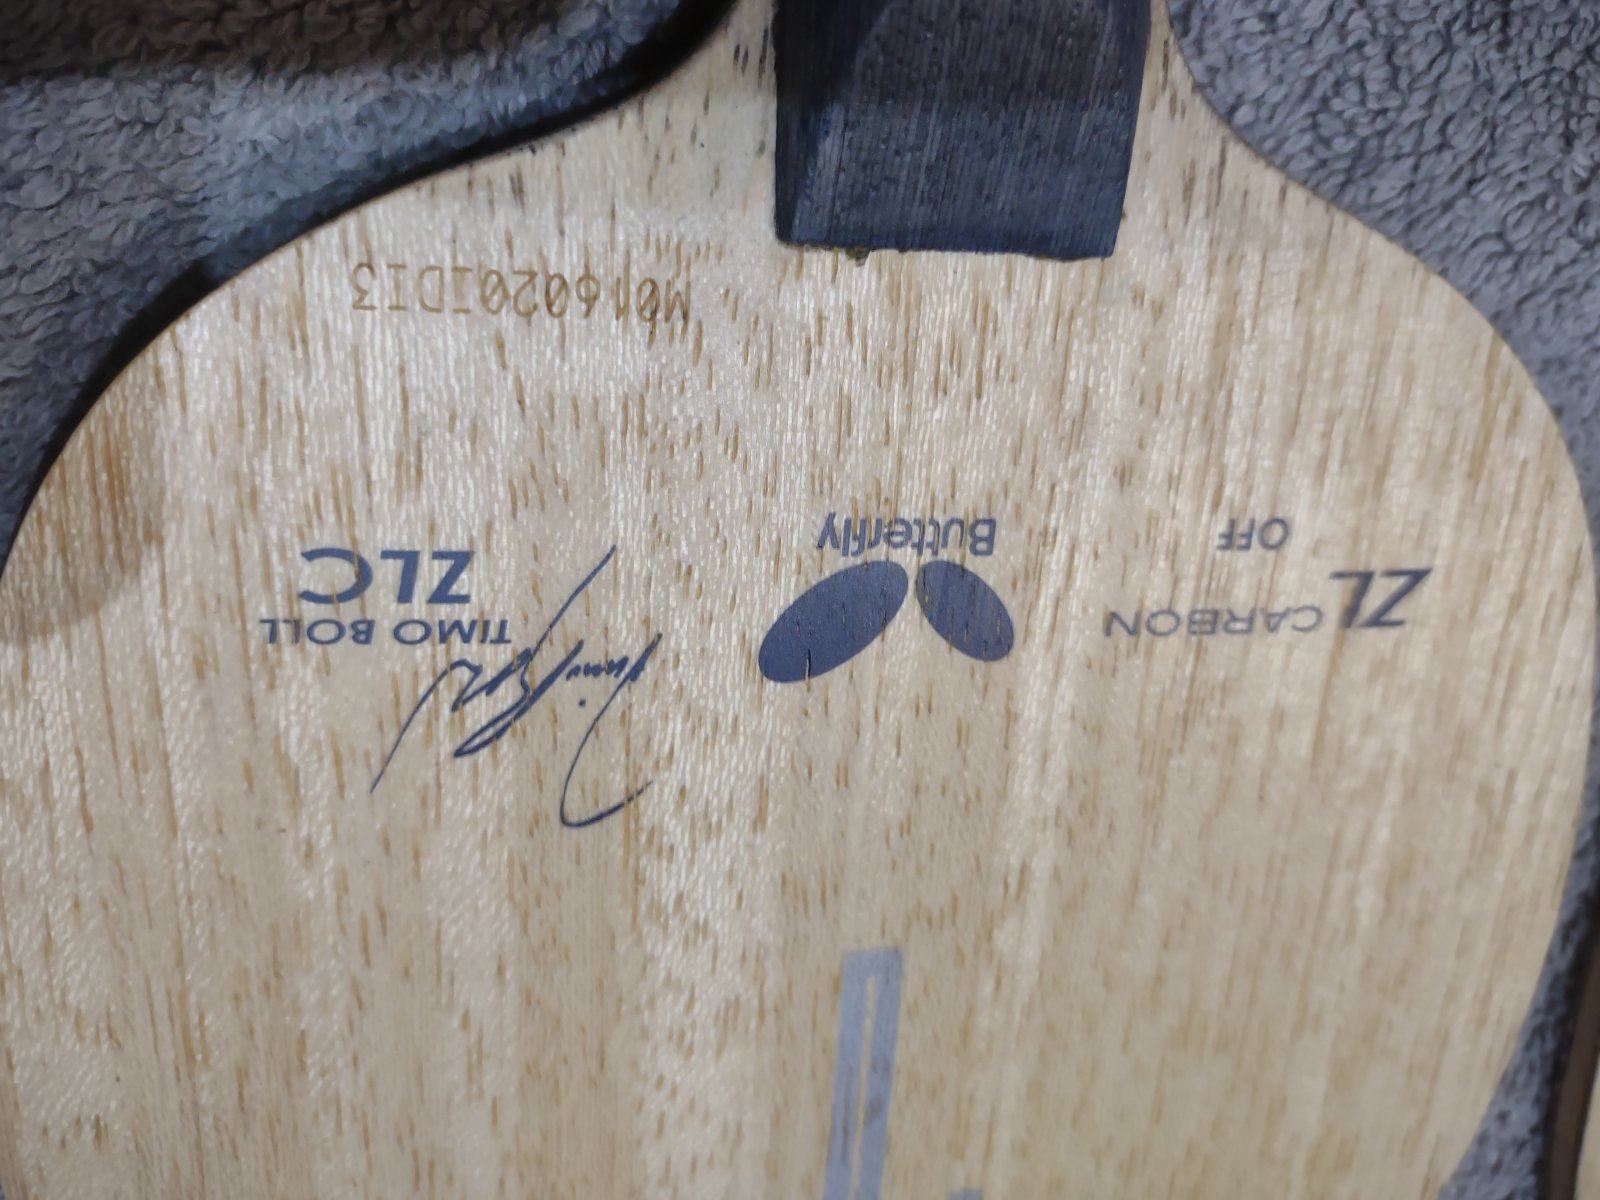 ZL CARBON
OFF
Butterfly
TIMO BOLL
ZLC